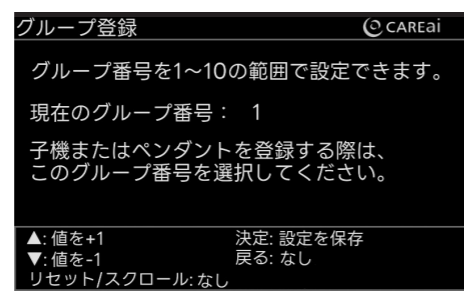 グループ登録
CAREai
グループ番号を1～10の範囲で設定できます。
現在のグループ番号： 1
子機またはペンダントを登録する際は、
このグループ番号を選択してください。
▲: 値を+1 決定: 設定を保存
▼: 値を-1 戻る: なし
リセット/スクロール: なし